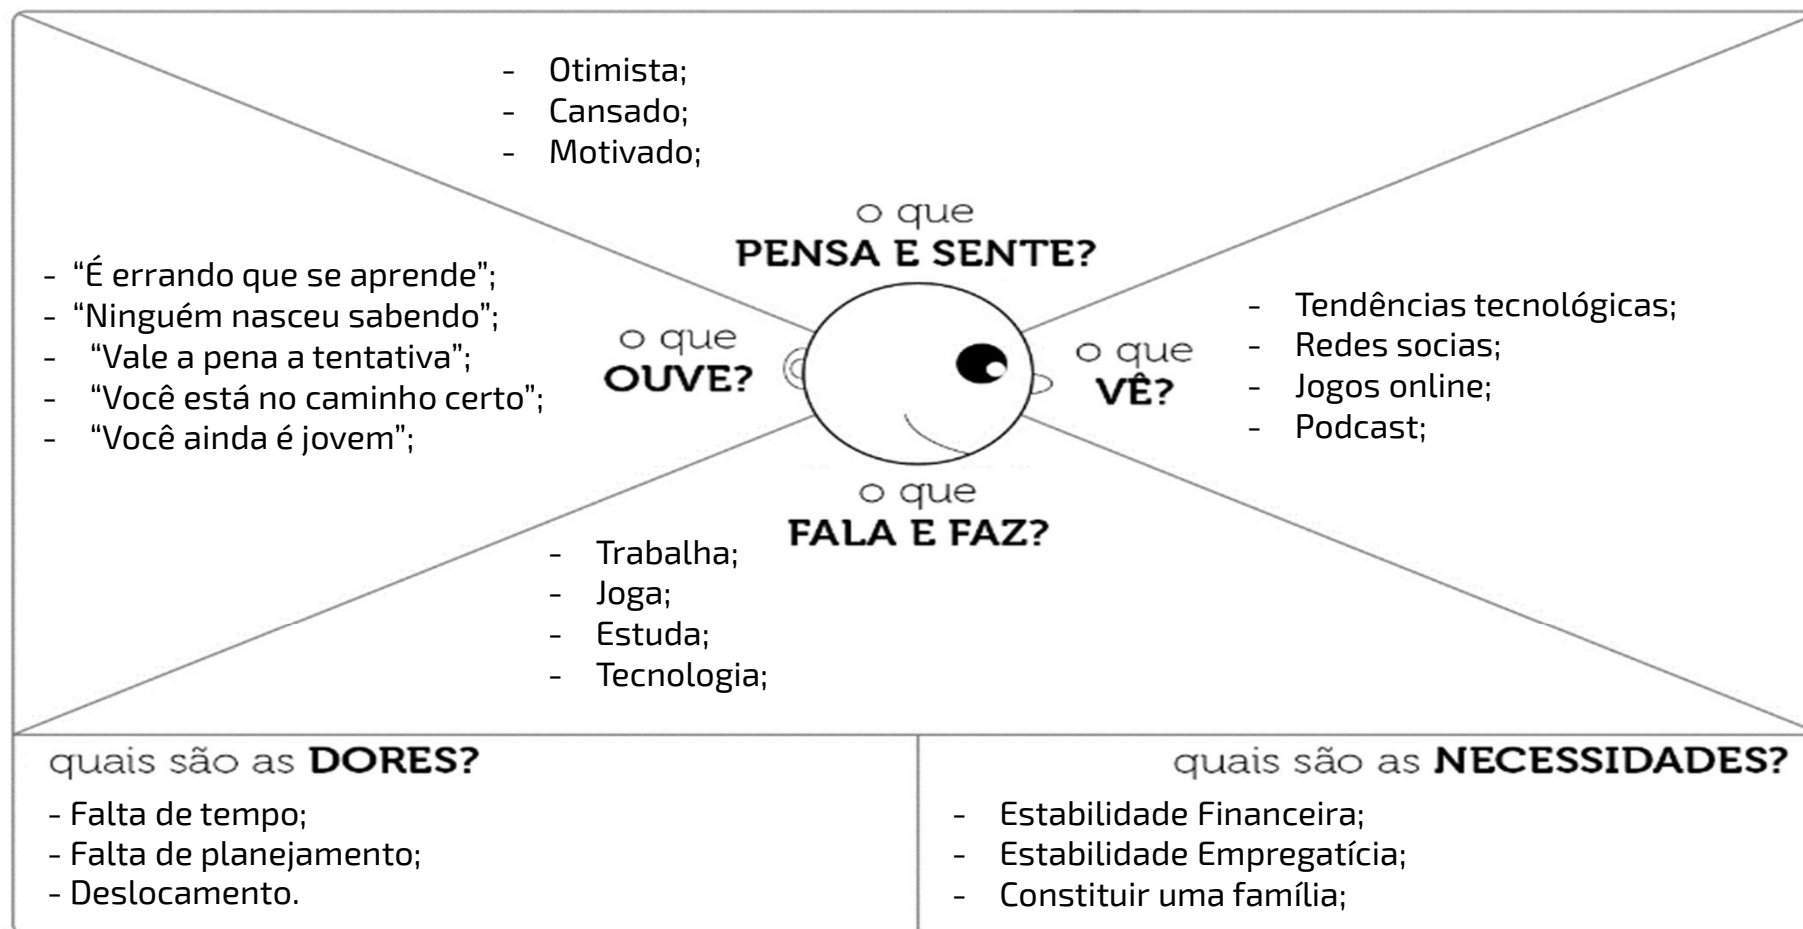 - Otimista;
- Cansado;
- Motivado;
o que
PENSA E SENTE?
- “É errando que se aprende”;
- “Ninguém nasceu sabendo”;
- “Vale a pena a tentativa”;
- “Você está no caminho certo”;
- “Você ainda é jovem”;
o que
OUVE?
o que
VÊ?
- Tendências tecnológicas;
- Redes socias;
- Jogos online;
- Podcast;
o que
FALA E FAZ?
- Trabalha;
- Joga;
- Estuda;
- Tecnologia;
quais são as DORES?
- Falta de tempo;
- Falta de planejamento;
- Deslocamento.
quais são as NECESSIDADES?
- Estabilidade Financeira;
- Estabilidade Empregatícia;
- Constituir uma família;